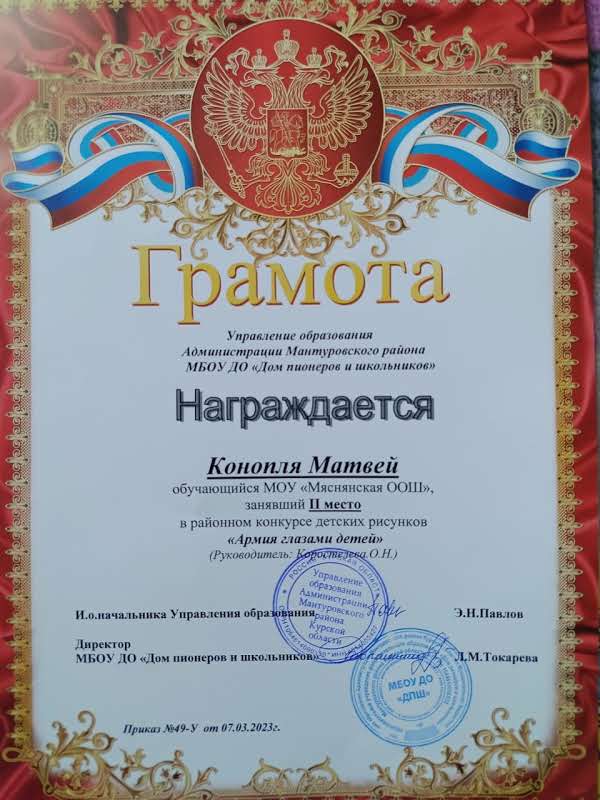 Грамота
Управление образования
Администрации Мантуровского района
МБОУ ДО «Дом пионеров и школьников»
Награждается
Конопля Матвей
обучающийся МОУ «Мяснянская ООШ»,
занявший II место
в районном конкурсе детских рисунков
«Армия глазами детей»
(Руководитель: Коростелева.О.Н.)
Управление
образования
Администрации
Мантуровского
района
Курской
области
И.о.начальника Управления образования
Э.Н.Павлов
Директор
МБОУ ДО «Дом пионеров и школьников»
Л.М.Токарева
МБОУ ДО
«ДПШ»
Приказ №49-У от 07.03.2023г.